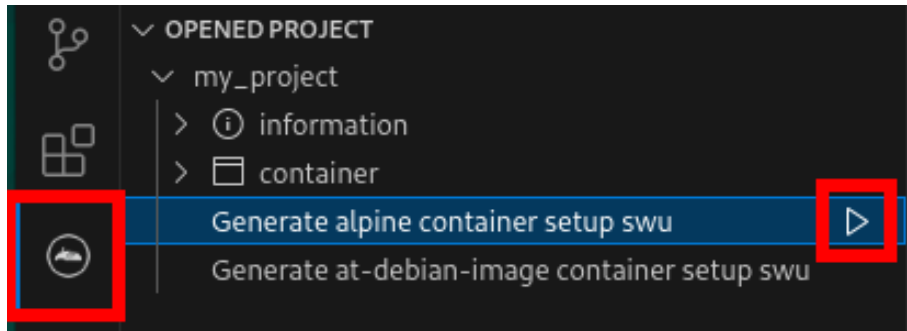 OPENED PROJECT
my_project
information
container
Generate alpine container setup swu
Generate at-debian-image container setup swu